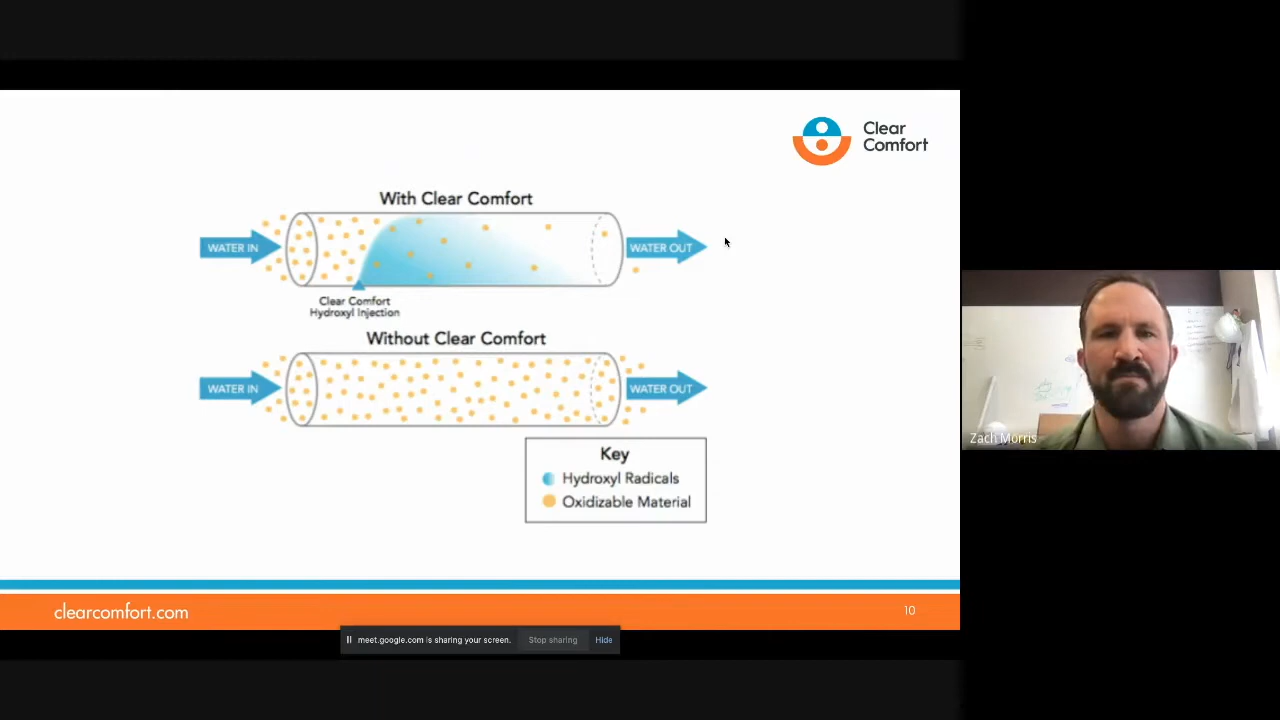 Clear
Comfort
With Clear Comfort
WATER IN
WATER OUT
Clear Comfort
Hydroxyl Injection
Without Clear Comfort
WATER IN
WATER OUT
Key
Hydroxyl Radicals
Oxidizable Material
Zach Morris
clearcomfort.com
10
meet.google.com is sharing your screen.
Stop sharing
Hide